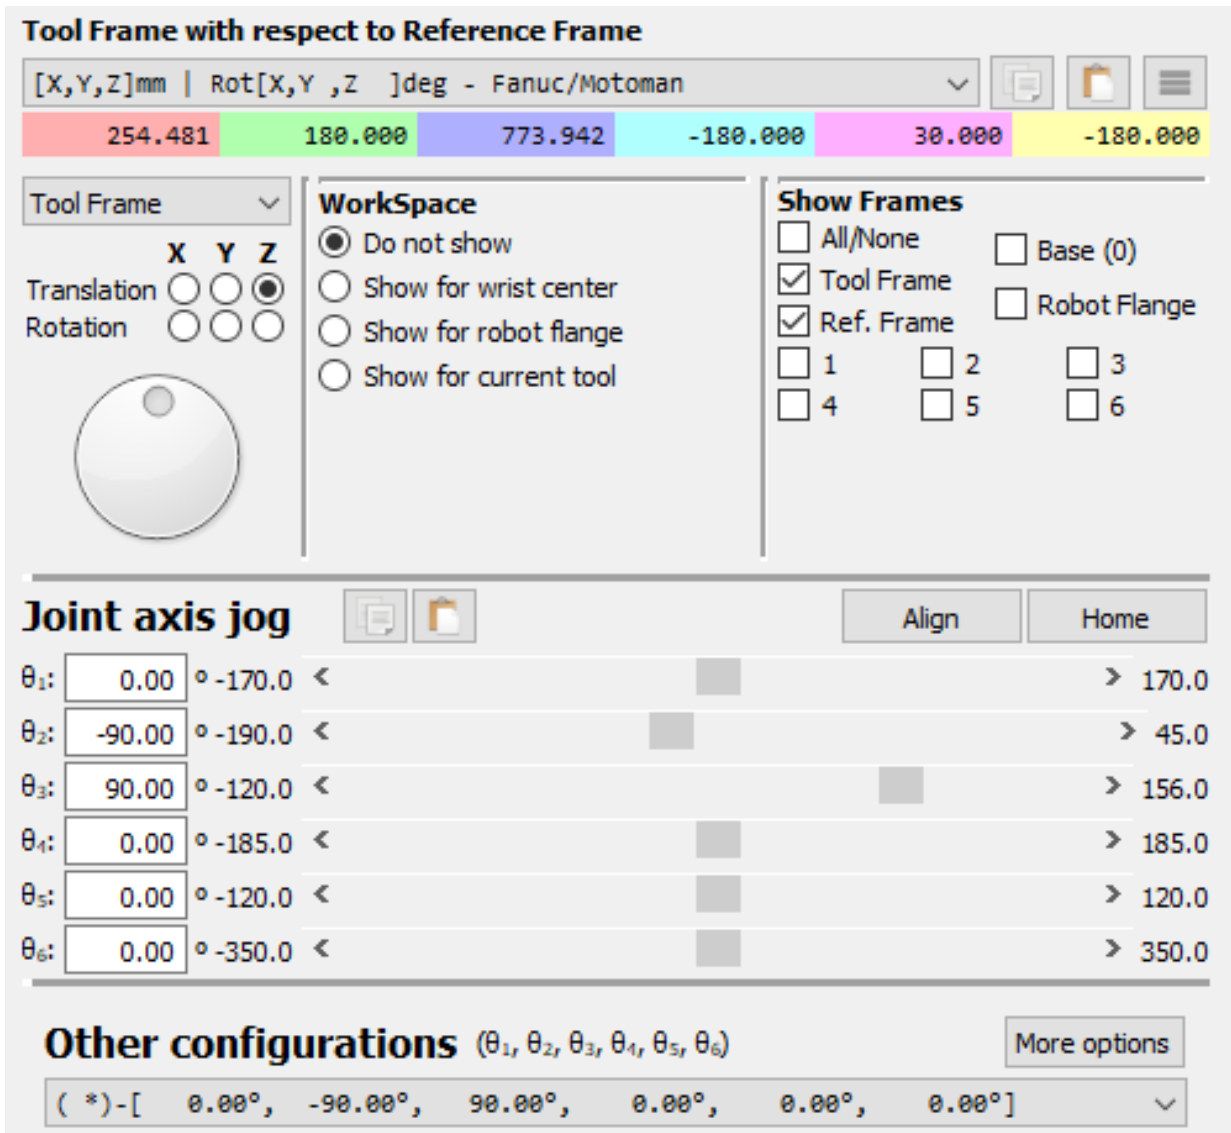 Tool Frame with respect to Reference Frame
[X,Y,Z]mm | Rot[X,Y ,Z  ]deg - Fanuc/Motoman
254.481 180.000 773.942 -180.000 30.000 -180.000
Tool Frame
X Y Z
Translation
Rotation
WorkSpace
Do not show
Show for wrist center
Show for robot flange
Show for current tool
Show Frames
All/None
Base (0)
Tool Frame
Robot Flange
Ref. Frame
1 2 3
4 5 6
Joint axis jog
Align Home
θ₁: 0.00 º -170.0 < > 170.0
θ₂: -90.00 º -190.0 < > 45.0
θ₃: 90.00 º -120.0 < > 156.0
θ₄: 0.00 º -185.0 < > 185.0
θ₅: 0.00 º -120.0 < > 120.0
θ₆: 0.00 º -350.0 < > 350.0
Other configurations (θ₁, θ₂, θ₃, θ₄, θ₅, θ₆) More options
( *)-[ 0.00°, -90.00°, 90.00°, 0.00°, 0.00°, 0.00°]